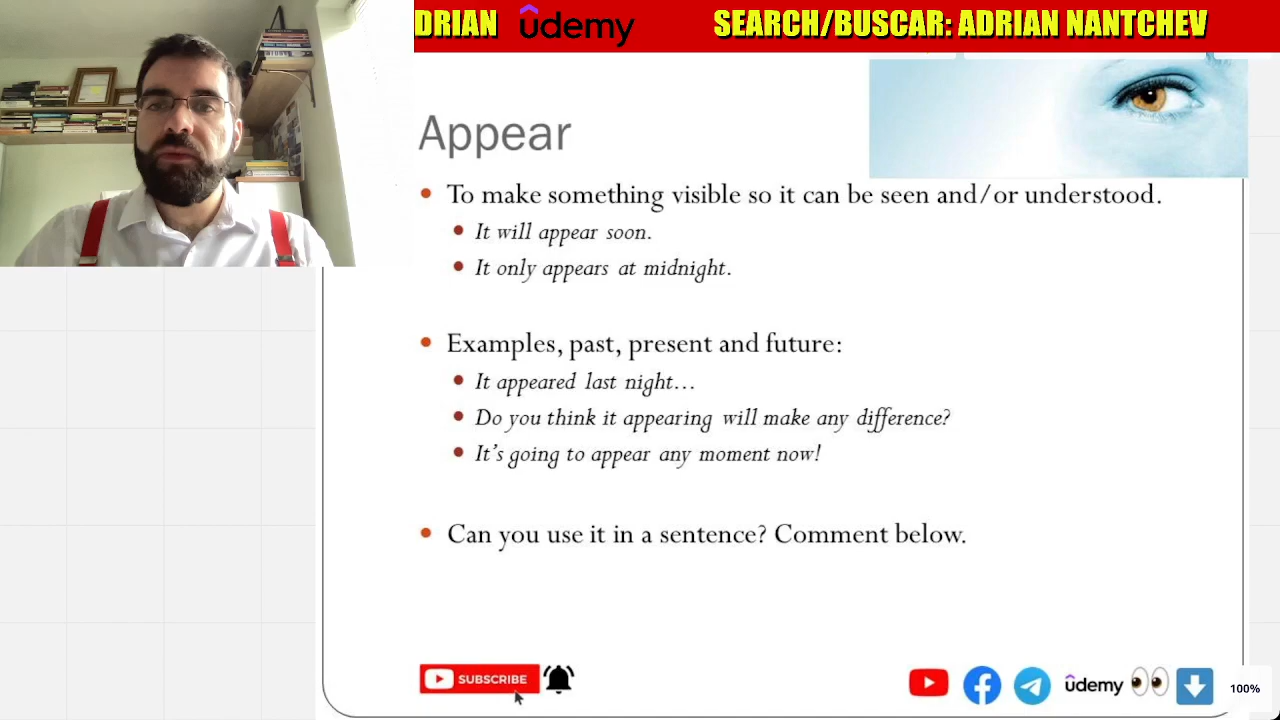 DRIAN ûdemy SEARCH/BUSCAR: ADRIAN NANTCHEV
Appear
To make something visible so it can be seen and/or understood.
It will appear soon.
It only appears at midnight.
Examples, past, present and future:
It appeared last night…
Do you think it appearing will make any difference?
It's going to appear any moment now!
Can you use it in a sentence? Comment below.
SUBSCRIBE
ûdemy
100%